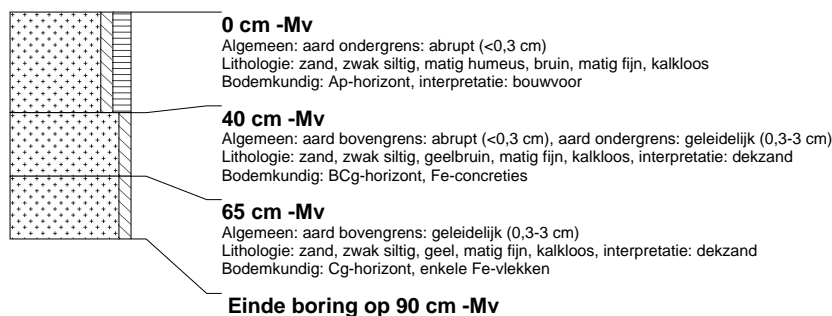 0 cm -Mv
Algemeen: aard ondergrens: abrupt (<0,3 cm)
Lithologie: zand, zwak siltig, matig humeus, bruin, matig fijn, kalkloos
Bodemkundig: Ap-horizont, interpretatie: bouwvoor
40 cm -Mv
Algemeen: aard bovengrens: abrupt (<0,3 cm), aard ondergrens: geleidelijk (0,3-3 cm)
Lithologie: zand, zwak siltig, geelbruin, matig fijn, kalkloos, interpretatie: dekzand
Bodemkundig: BCg-horizont, Fe-concreties
65 cm -Mv
Algemeen: aard bovengrens: geleidelijk (0,3-3 cm)
Lithologie: zand, zwak siltig, geel, matig fijn, kalkloos, interpretatie: dekzand
Bodemkundig: Cg-horizont, enkele Fe-vlekken
Einde boring op 90 cm -Mv